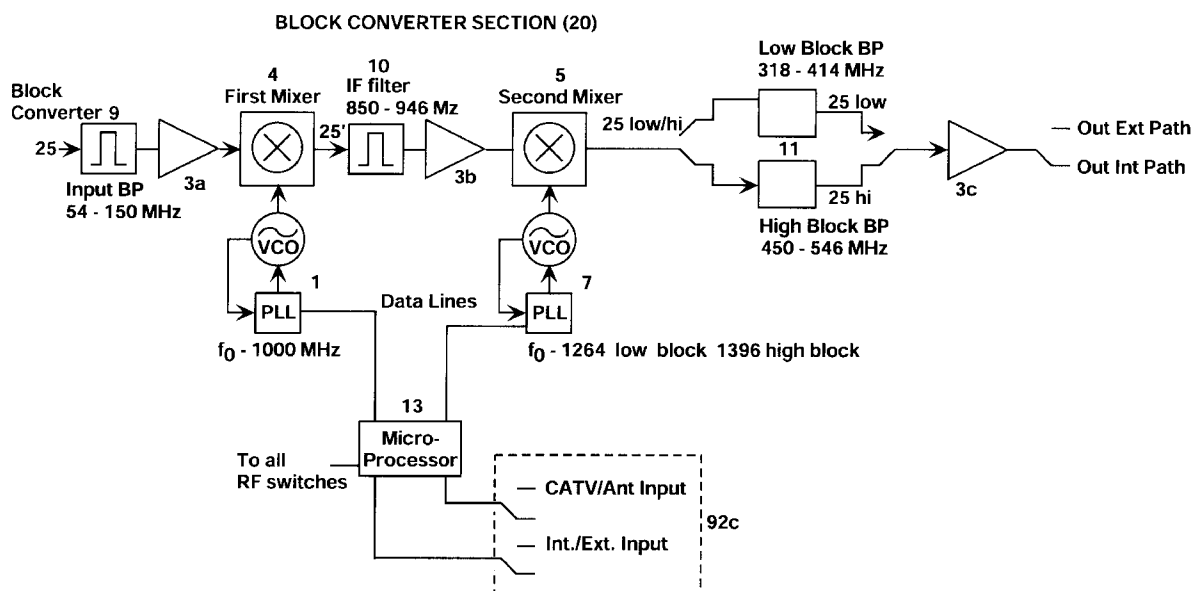 BLOCK CONVERTER SECTION (20)
Block
Converter 9
25
Input BP
54 - 150 MHz
3a
4
First Mixer
25'
10
IF filter
850 - 946 Mz
3b
5
Second Mixer
25 low/hi
Low Block BP
318 - 414 MHz
25 low
11
25 hi
High Block BP
450 - 546 MHz
3c
Out Ext Path
Out Int Path
VCO
1
PLL
f0 - 1000 MHz
Data Lines
VCO
7
PLL
f0 - 1264 low block 1396 high block
13
Micro-
Processor
To all
RF switches
CATV/Ant Input
Int./Ext. Input
92c